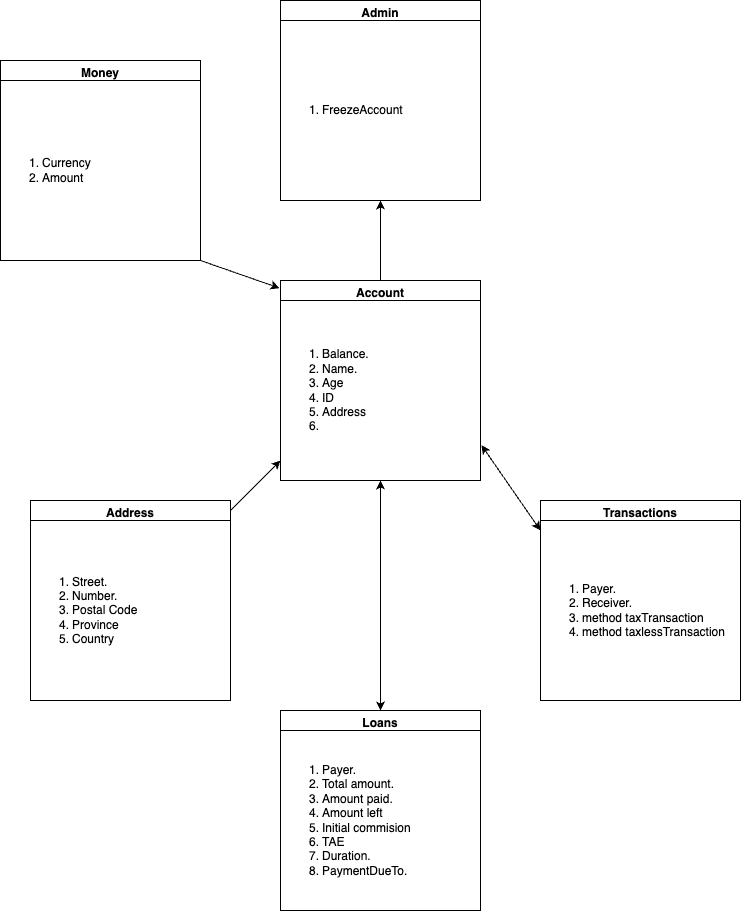 Admin
1. FreezeAccount
Money
1. Currency
2. Amount
Account
1. Balance.
2. Name.
3. Age
4. ID
5. Address
6.
Address
1. Street.
2. Number.
3. Postal Code
4. Province
5. Country
Transactions
1. Payer.
2. Receiver.
3. method taxTransaction
4. method taxlessTransaction
Loans
1. Payer.
2. Total amount.
3. Amount paid.
4. Amount left
5. Initial commision
6. TAE
7. Duration.
8. PaymentDueTo.